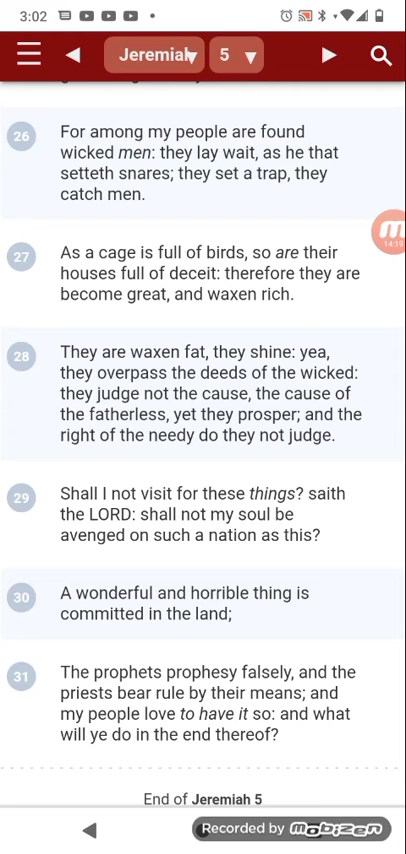 3:02
Jeremiah
5
26
For among my people are found
wicked men: they lay wait, as he that
setteth snares; they set a trap, they
catch men.
14:19
27
As a cage is full of birds, so are their
houses full of deceit: therefore they are
become great, and waxen rich.
28
They are waxen fat, they shine: yea,
they overpass the deeds of the wicked:
they judge not the cause, the cause of
the fatherless, yet they prosper; and the
right of the needy do they not judge.
29
Shall I not visit for these things? saith
the LORD: shall not my soul be
avenged on such a nation as this?
30
A wonderful and horrible thing is
committed in the land;
31
The prophets prophesy falsely, and the
priests bear rule by their means; and
my people love to have it so: and what
will ye do in the end thereof?
End of Jeremiah 5
Recorded by mobizen